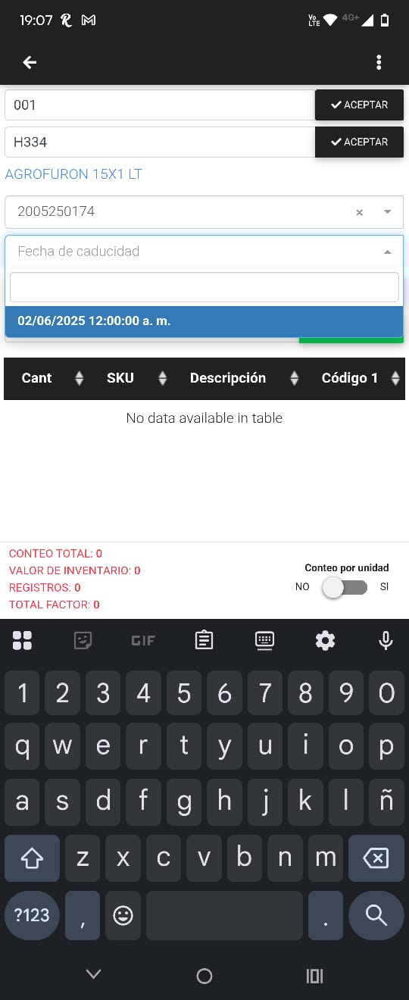 19:07 Vo LTE 4G+
001 ACEPTAR
H334 ACEPTAR
AGROFURON 15X1 LT
2005250174 ×
Fecha de caducidad
02/06/2025 12:00:00 a. m.
Cant SKU Descripción Código 1
No data available in table
CONTEO TOTAL: 0
VALOR DE INVENTARIO: 0
REGISTROS: 0
TOTAL FACTOR: 0
Conteo por unidad
NO SI
GIF
1 2 3 4 5 6 7 8 9 0
q w e r t y u i o p
a s d f g h j k l ñ
z x c v b n m
?123 , .